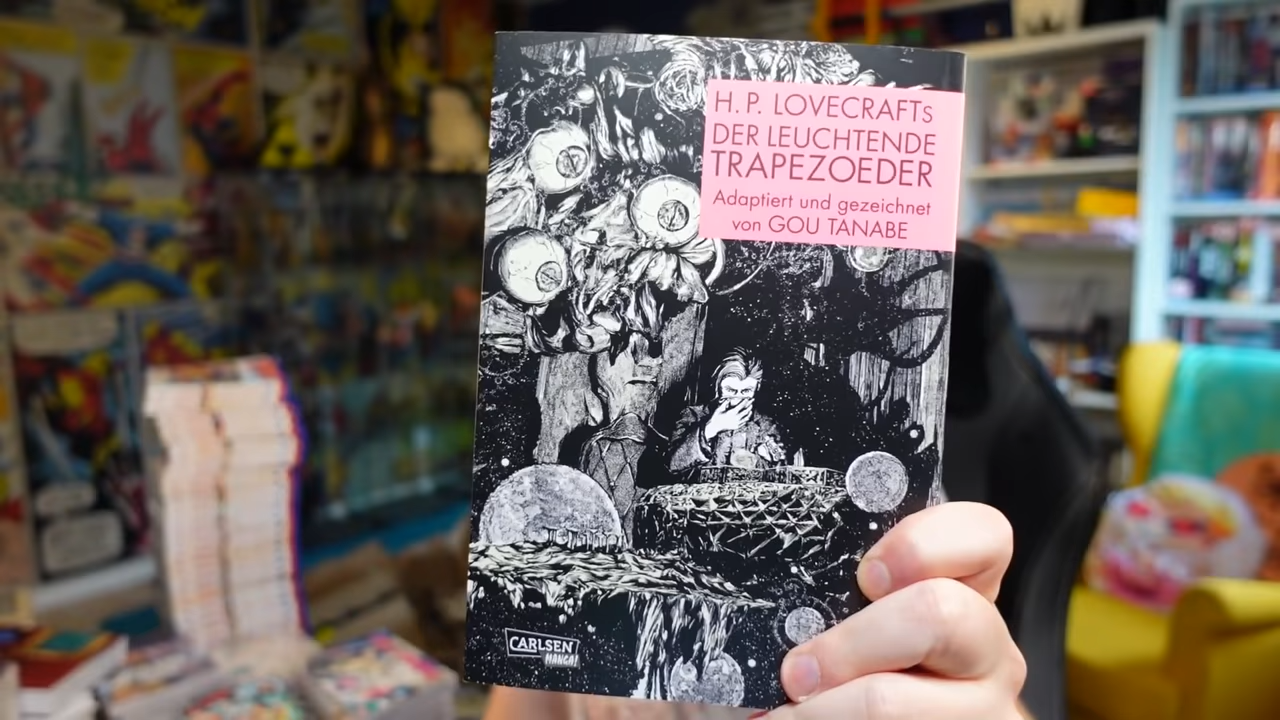 H. P. LOVECRAFTs
DER LEUCHTENDE
TRAPEZOEDER
Adaptiert und gezeichnet
von GOU TANABE
CARLSEN
MANGA!